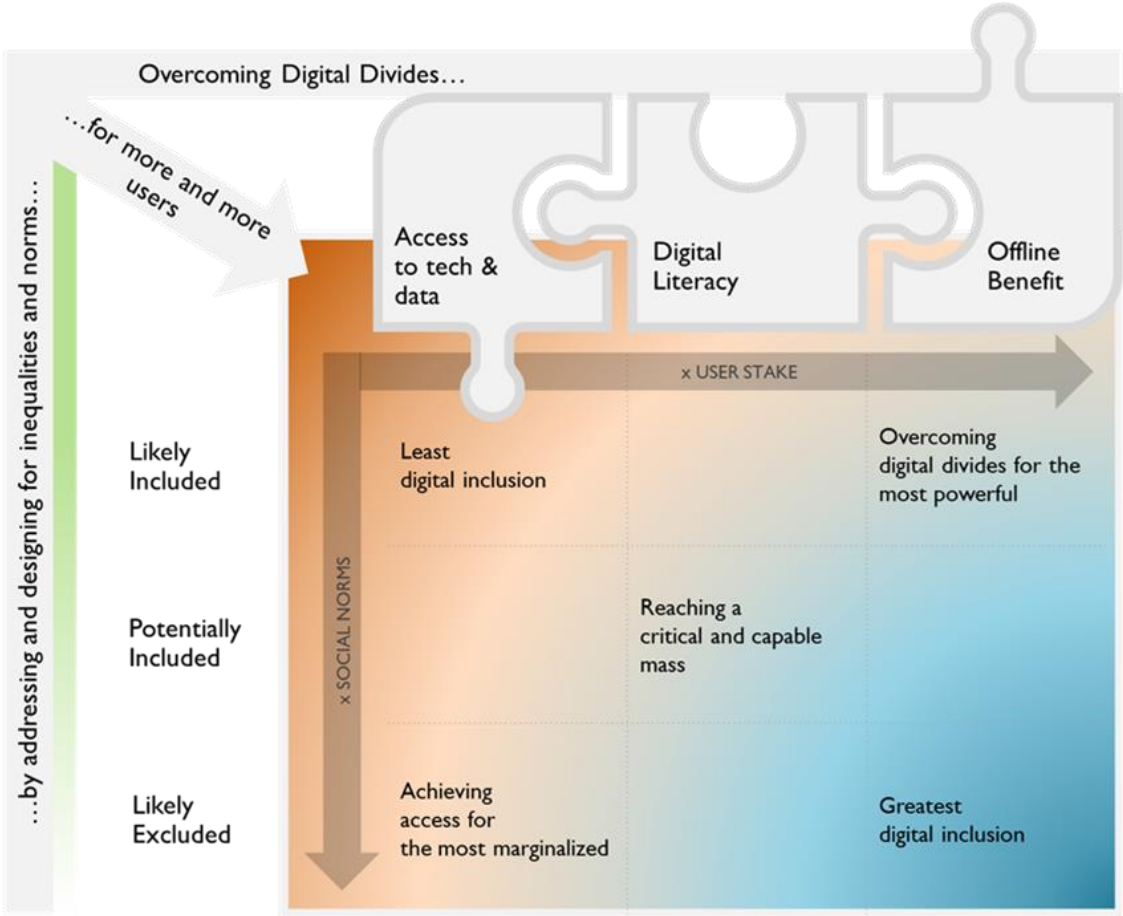 Overcoming Digital Divides...
...for more and more
users
...by addressing and designing for inequalities and norms...
Access
to tech &
data
Digital
Literacy
Offline
Benefit
x USER STAKE
x SOCIAL NORMS
Likely
Included
Least
digital inclusion
Overcoming
digital divides for the
most powerful
Potentially
Included
Reaching a
critical and capable
mass
Likely
Excluded
Achieving
access for
the most marginalized
Greatest
digital inclusion